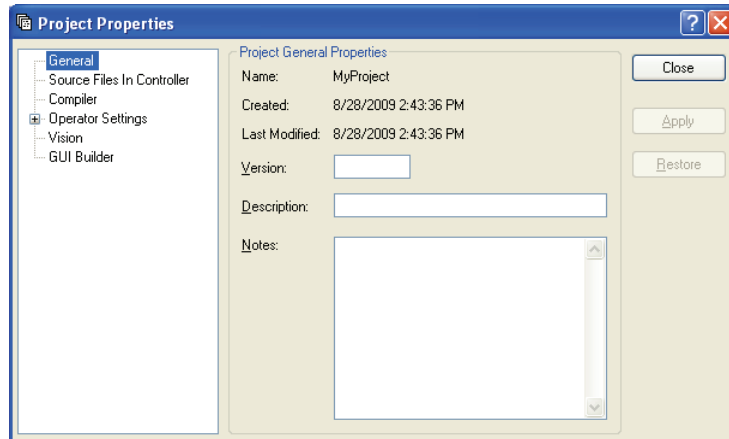 Project Properties
General
Source Files In Controller
Compiler
Operator Settings
Vision
GUI Builder
Project General Properties
Name: MyProject
Created: 8/28/2009 2:43:36 PM
Last Modified: 8/28/2009 2:43:36 PM
Version:
Description:
Notes:
Close
Apply
Restore